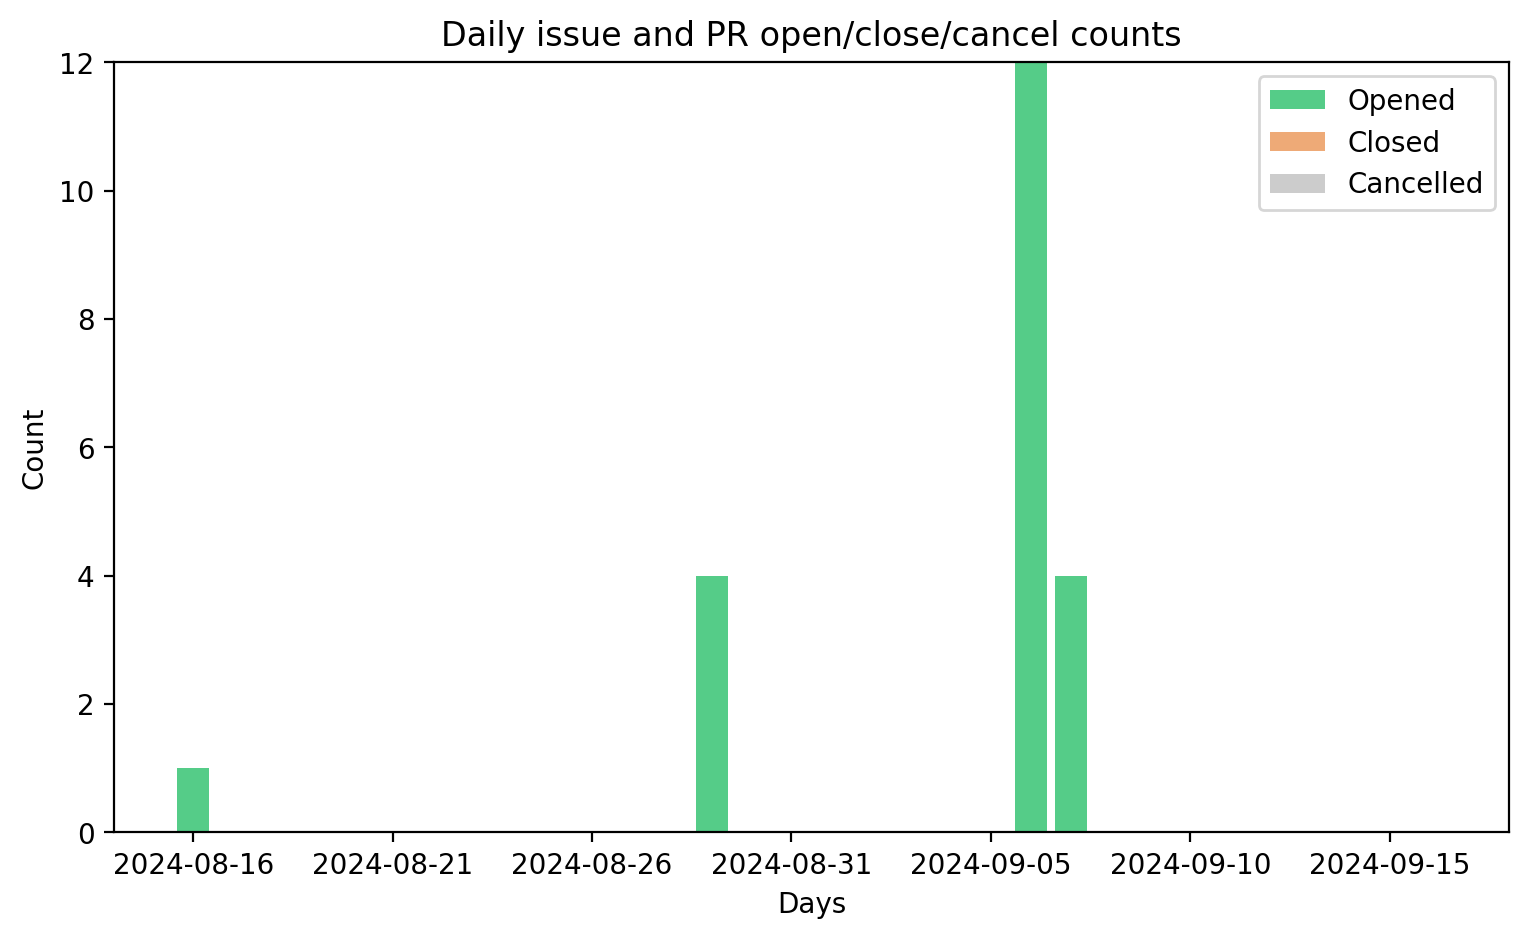 Daily issue and PR open/close/cancel counts
12
10
8
6
4
2
0
Count
Opened
Closed
Cancelled
2024-08-16 2024-08-21 2024-08-26 2024-08-31 2024-09-05 2024-09-10 2024-09-15
Days